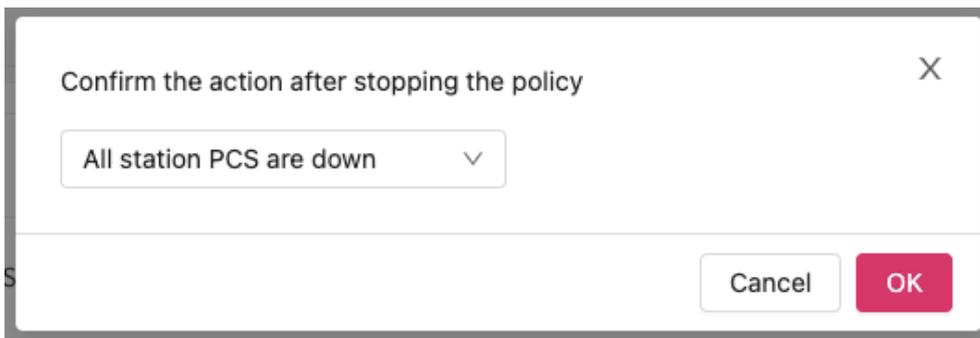 Confirm the action after stopping the policy
X
All station PCS are down
S
Cancel
OK